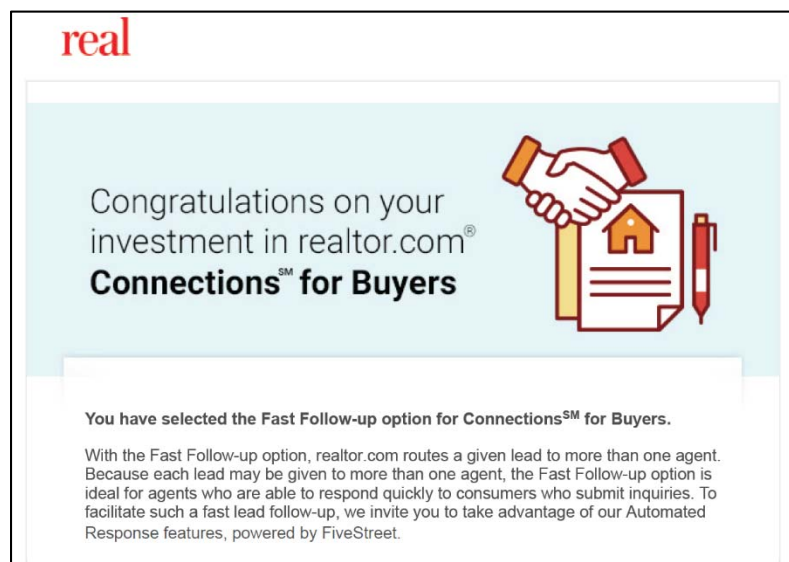 real
Congratulations on your
investment in realtor.com®
Connections℠ for Buyers
You have selected the Fast Follow-up option for Connections℠ for Buyers.
With the Fast Follow-up option, realtor.com routes a given lead to more than one agent.
Because each lead may be given to more than one agent, the Fast Follow-up option is
ideal for agents who are able to respond quickly to consumers who submit inquiries. To
facilitate such a fast lead follow-up, we invite you to take advantage of our Automated
Response features, powered by FiveStreet.